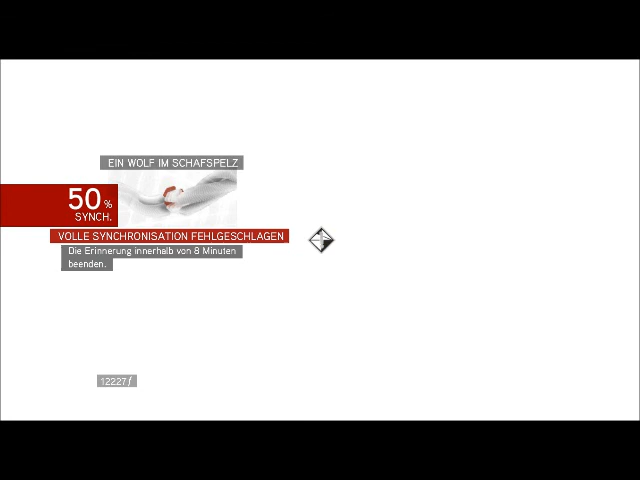 EIN WOLF IM SCHAFSPELZ
50 %
SYNCH.
VOLLE SYNCHRONISATION FEHLGESCHLAGEN
Die Erinnerung innerhalb von 8 Minuten
beenden.
12227 ƒ